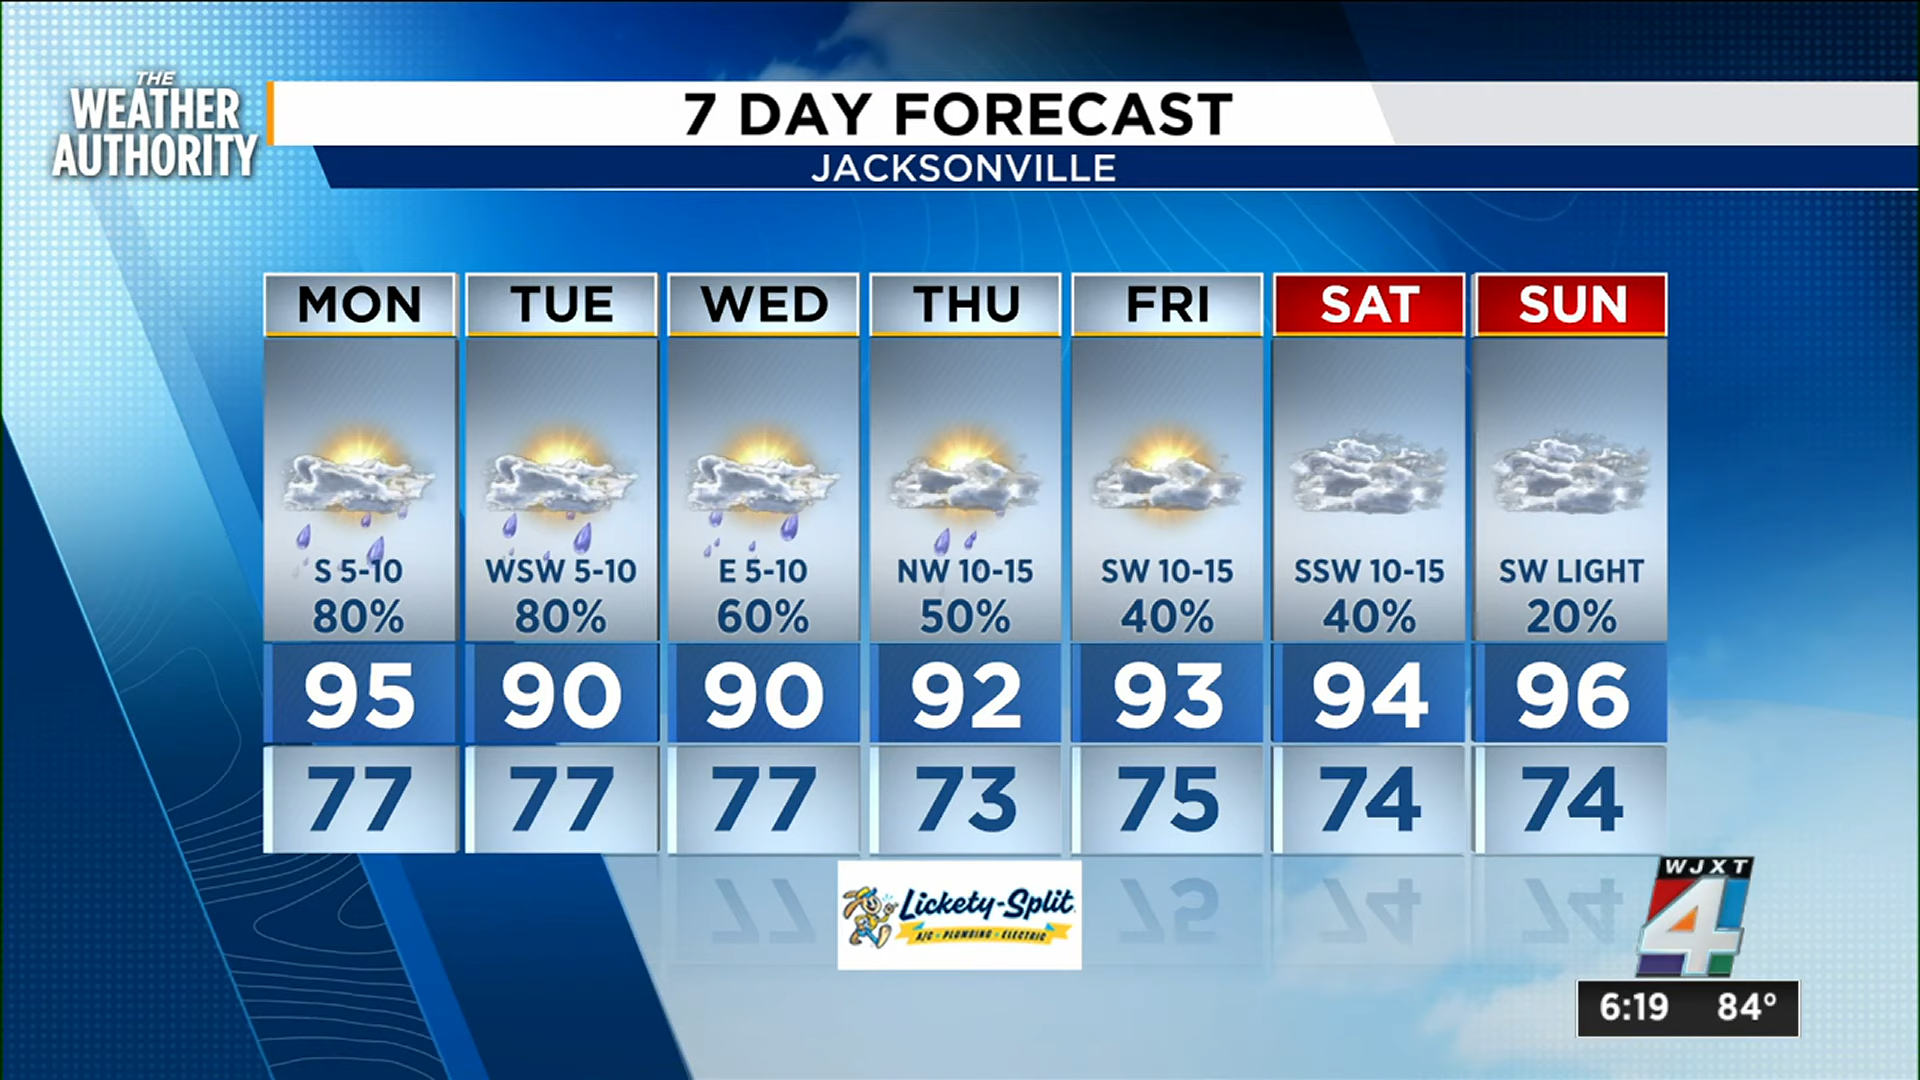 THE
WEATHER
AUTHORITY
7 DAY FORECAST
JACKSONVILLE
MON TUE WED THU FRI SAT SUN
S 5-10 WSW 5-10 E 5-10 NW 10-15 SW 10-15 SSW 10-15 SW LIGHT
80% 80% 60% 50% 40% 40% 20%
95 90 90 92 93 94 96
77 77 77 73 75 74 74
Lickety-Split
A/C • PLUMBING • ELECTRIC
WJXT
4
6:19 84°